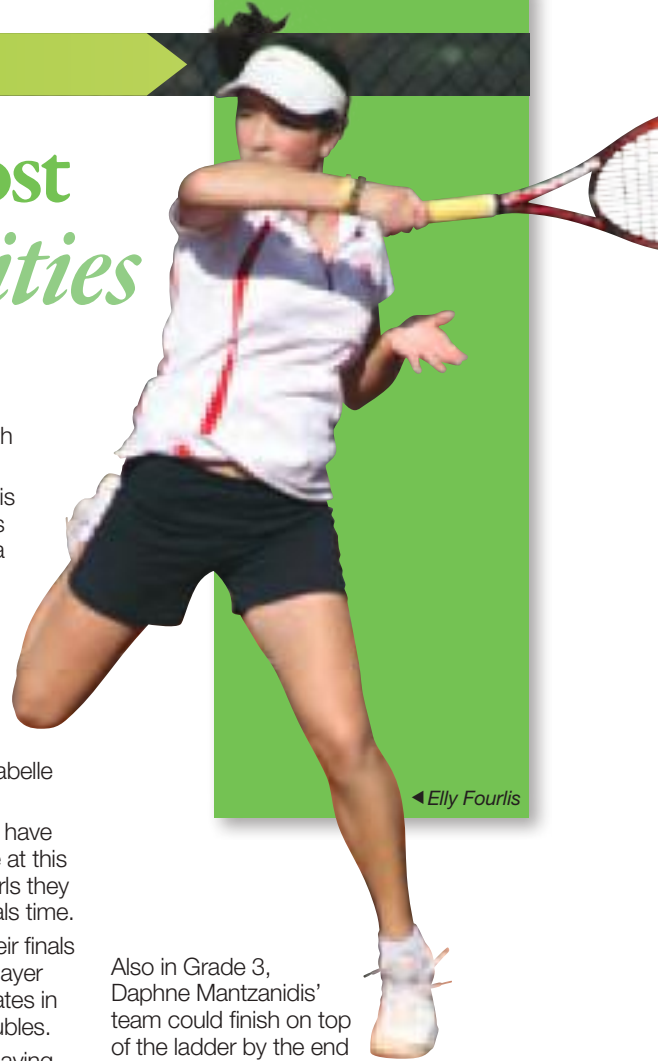 ost
ities
h
is
s
a
abelle
have
at this
rls they
als time.
eir finals
ayer
ates in
ubles.
aying
Also in Grade 3,
Daphne Mantzanidis'
team could finish on top
of the ladder by the end
◀ Elly Fourlis